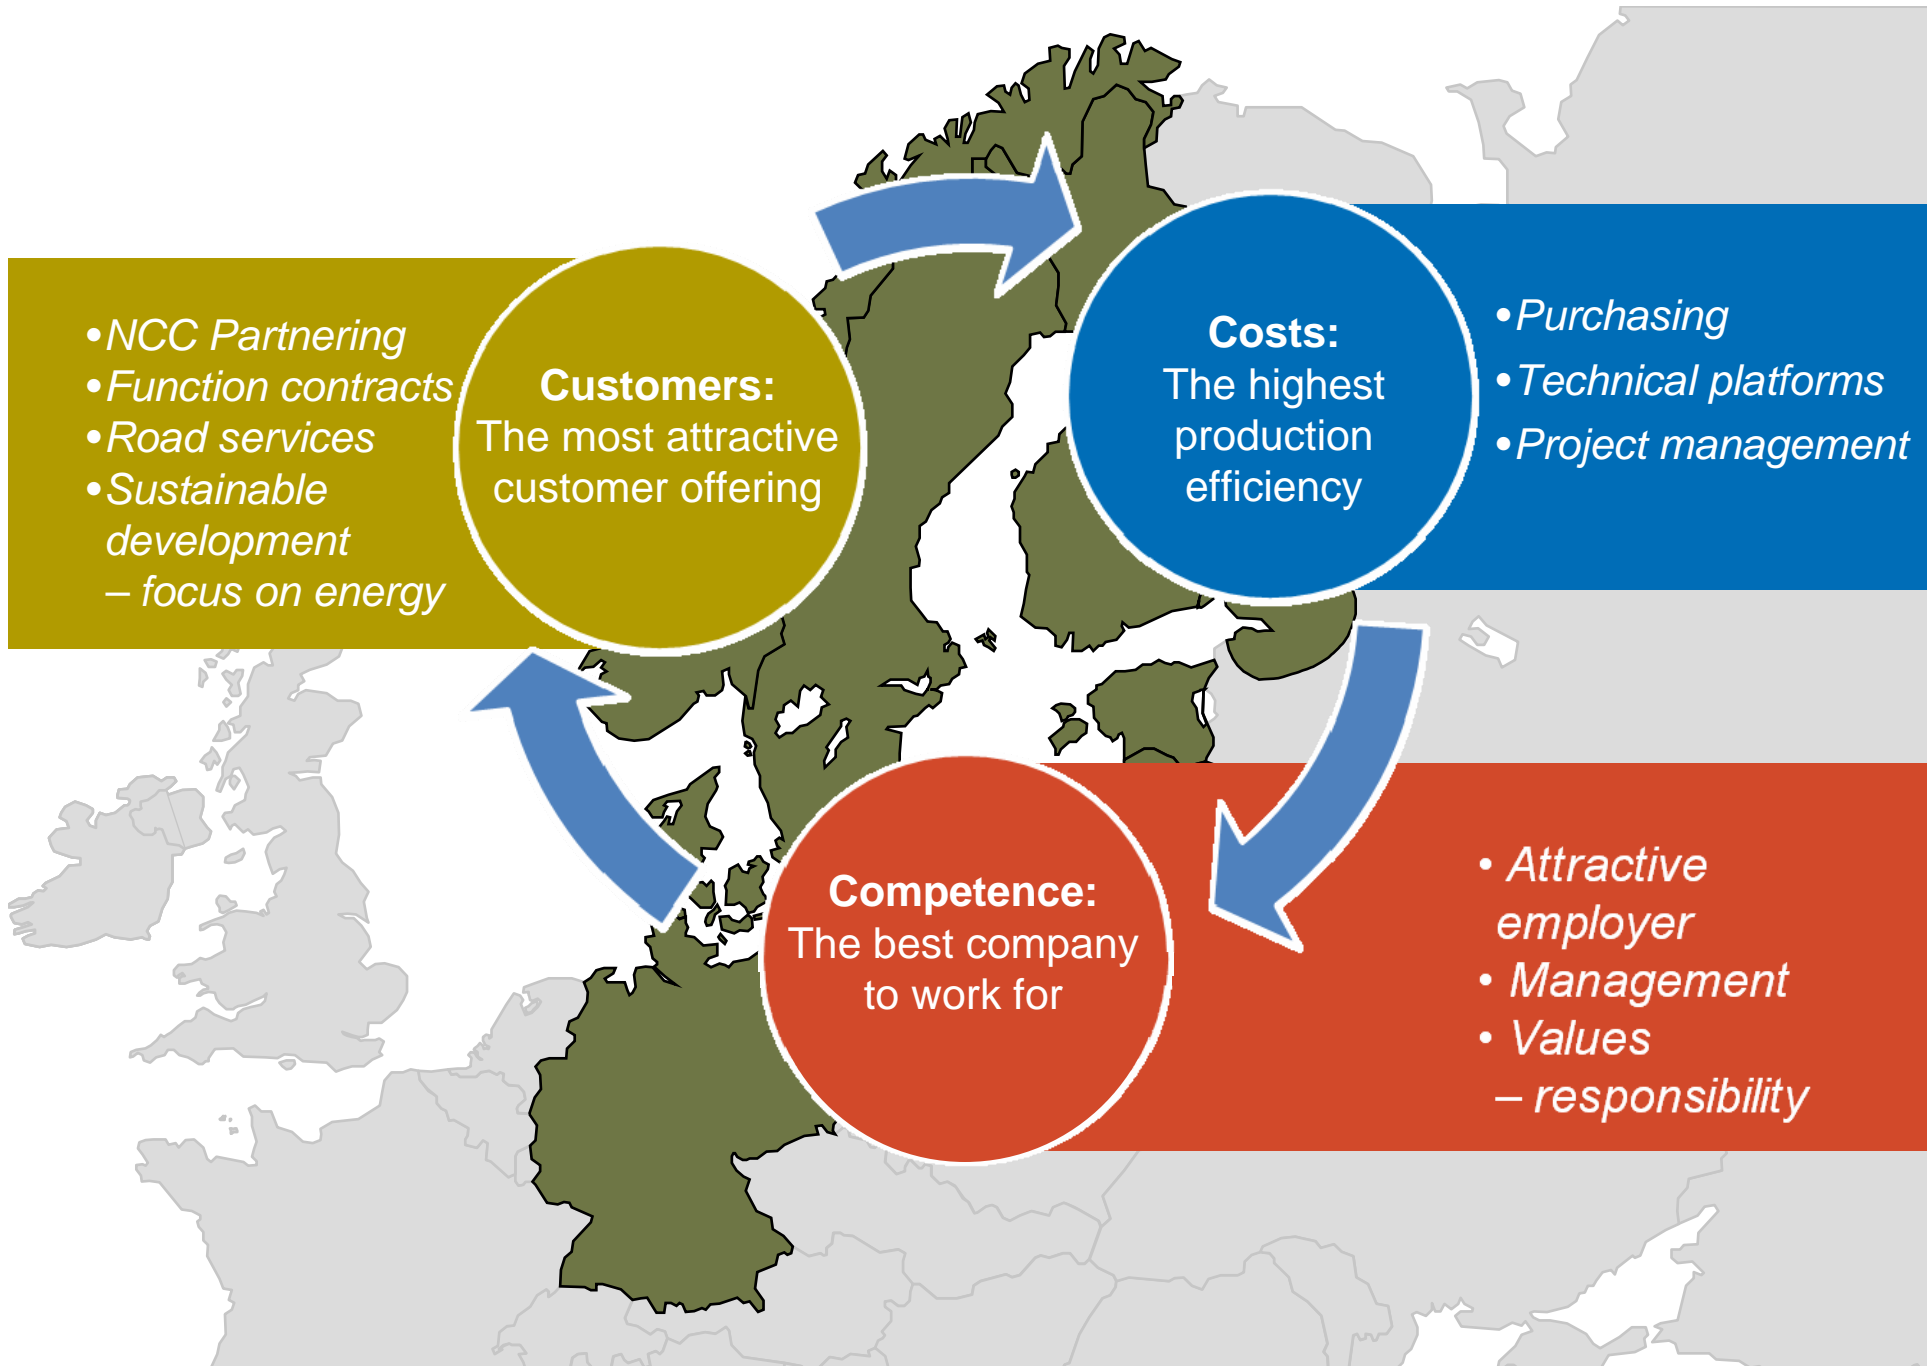 •NCC Partnering
•Function contracts
•Road services
•Sustainable
development
– focus on energy
Customers:
The most attractive
customer offering
Costs:
The highest
production
efficiency
•Purchasing
•Technical platforms
•Project management
Competence:
The best company
to work for
• Attractive
employer
• Management
• Values
– responsibility